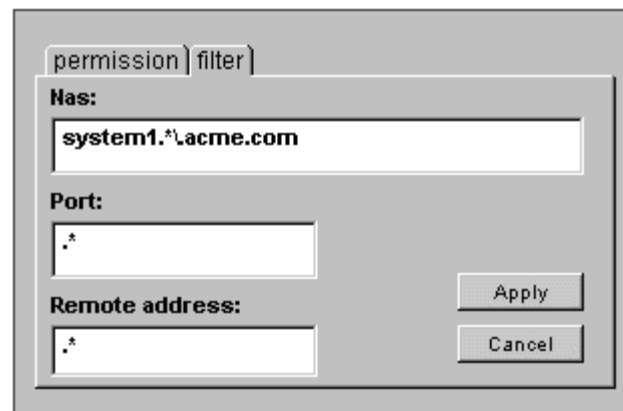 permission filter
Nas:
system1.*\.acme.com
Port:
.*
Apply
Remote address:
.*
Cancel